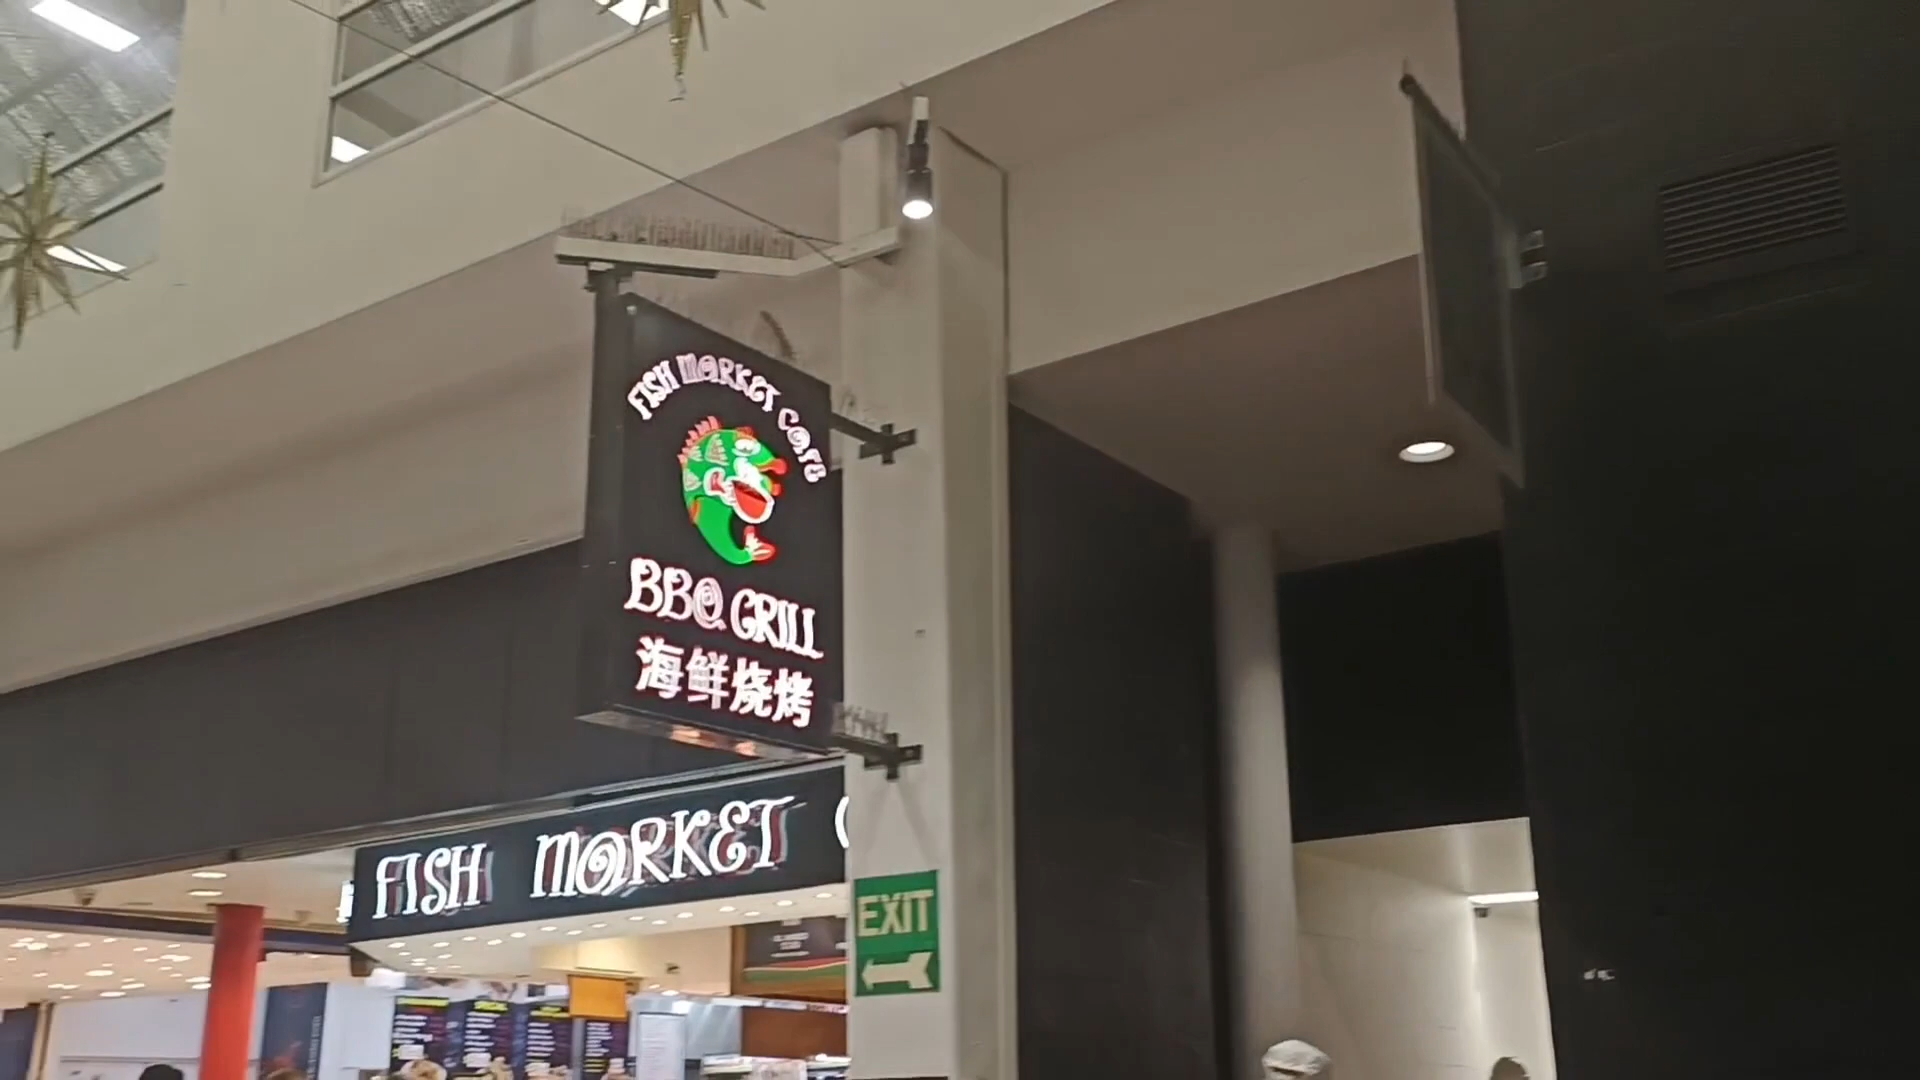 FISH MARKET CAFE
BBQ GRILL
海鲜烧烤
FISH MARKET
EXIT